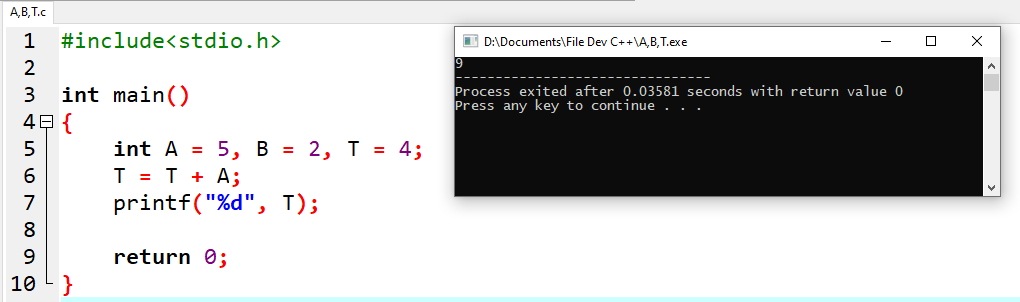 A,B,T.c
1 #include<stdio.h>
2
3 int main()
4 {
5 int A = 5, B = 2, T = 4;
6 T = T + A;
7 printf("%d", T);
8
9 return 0;
10 }
D:\Documents\File Dev C++\A,B,T.exe
9
--------------------------------
Process exited after 0.03581 seconds with return value 0
Press any key to continue . . .